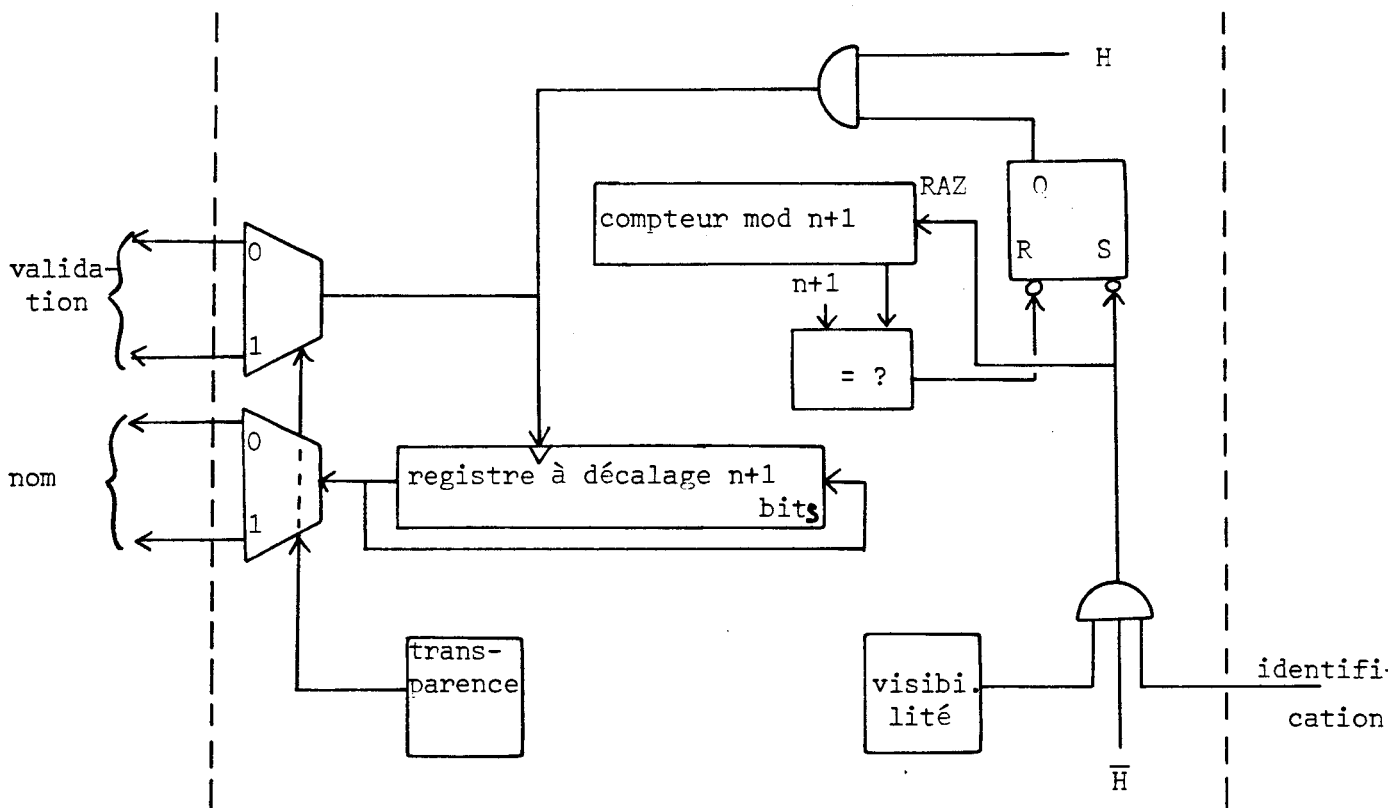 H
RAZ
Q
compteur mod n+1
R S
0
valida-
tion
n+1
1
= ?
0
registre à décalage n+1
bits
nom
1
trans-
parence
visibi
lité
identifi-
cation
H̅